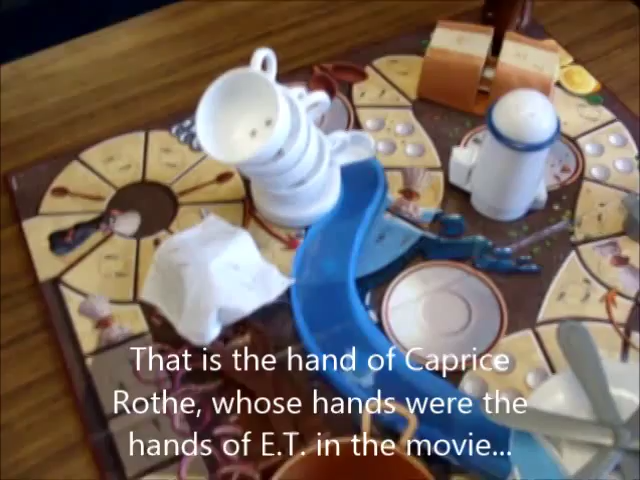 That is the hand of Caprice
Rothe, whose hands were the
hands of E.T. in the movie...